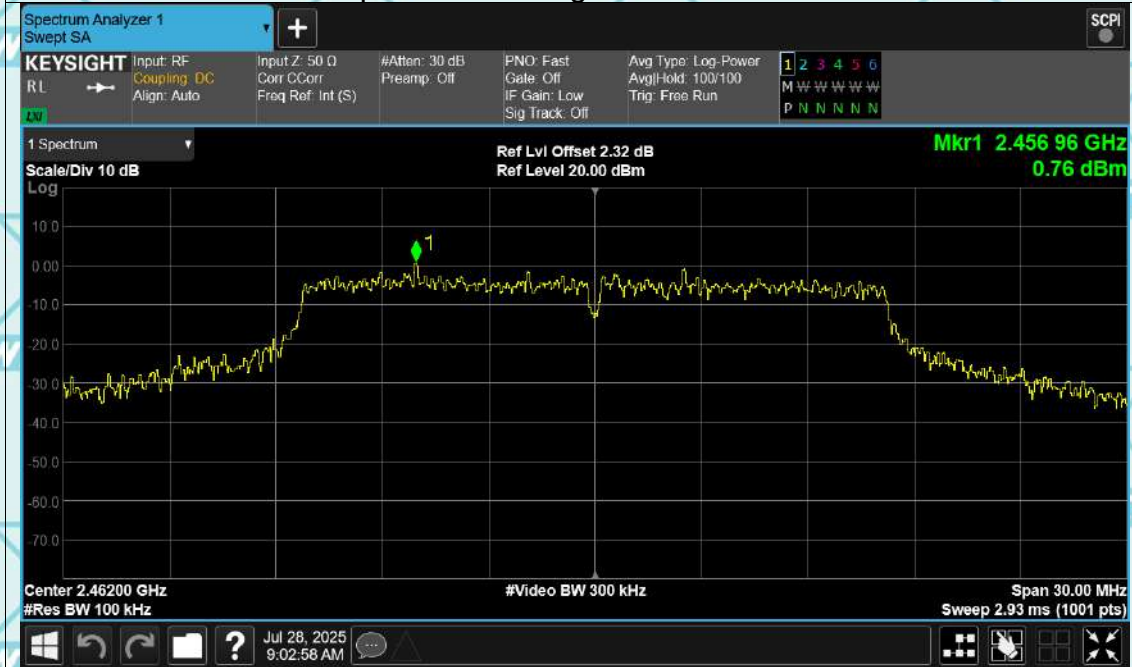 Spectrum Analyzer 1
Swept SA
+
SCPI
KEYSIGHT
RL
LXI
Input: RF
Coupling: DC
Align: Auto
Input Z: 50 Ω
Corr CCorr
Freq Ref: Int (S)
#Atten: 30 dB
Preamp: Off
PNO: Fast
Gate: Off
IF Gain: Low
Sig Track: Off
Avg Type: Log-Power
Avg|Hold: 100/100
Trig: Free Run
1 2 3 4 5 6
M W W W W W
P N N N N N
1 Spectrum
Scale/Div 10 dB
Log
Ref Lvl Offset 2.32 dB
Ref Level 20.00 dBm
Mkr1 2.456 96 GHz
0.76 dBm
10.0
1
0.00
-10.0
-20.0
-30.0
-40.0
-50.0
-60.0
-70.0
Center 2.46200 GHz
#Res BW 100 kHz
#Video BW 300 kHz
Span 30.00 MHz
Sweep 2.93 ms (1001 pts)
?
Jul 28, 2025
9:02:58 AM